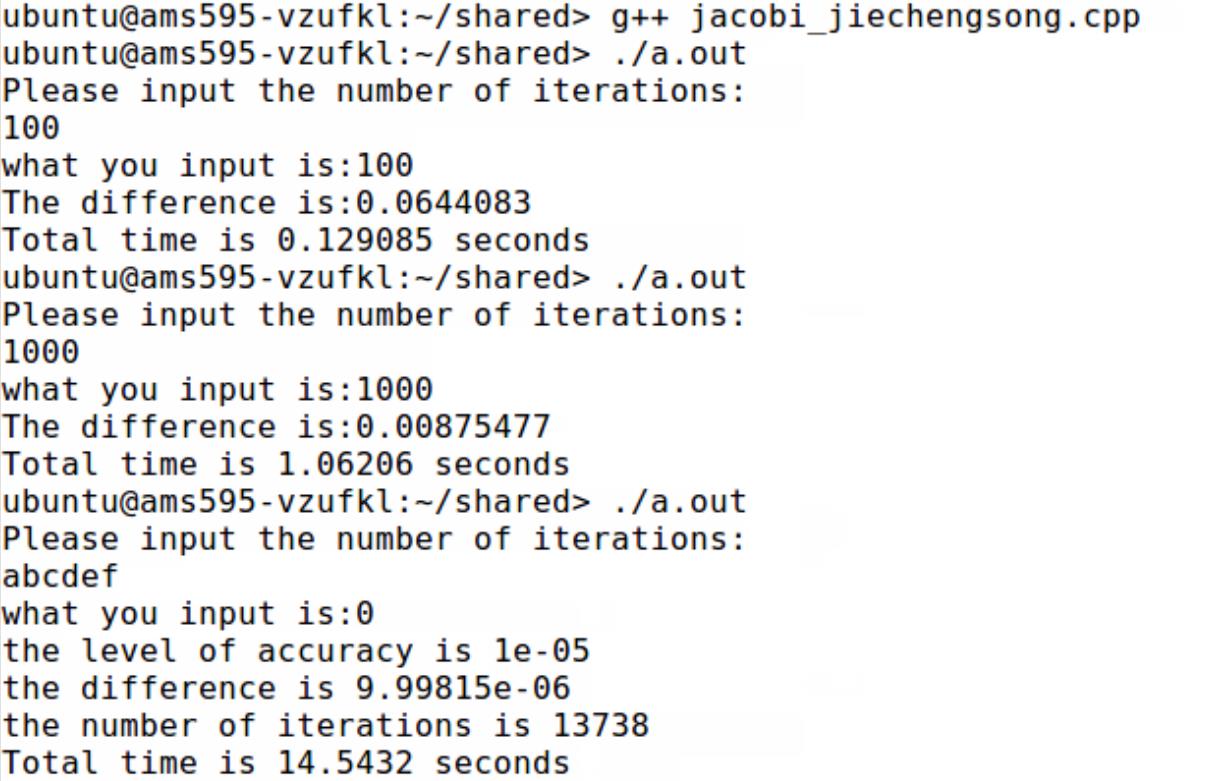 ubuntu@ams595-vzufkl:~/shared> g++ jacobi_jiechengsong.cpp
ubuntu@ams595-vzufkl:~/shared> ./a.out
Please input the number of iterations:
100
what you input is:100
The difference is:0.0644083
Total time is 0.129085 seconds
ubuntu@ams595-vzufkl:~/shared> ./a.out
Please input the number of iterations:
1000
what you input is:1000
The difference is:0.00875477
Total time is 1.06206 seconds
ubuntu@ams595-vzufkl:~/shared> ./a.out
Please input the number of iterations:
abcdef
what you input is:0
the level of accuracy is 1e-05
the difference is 9.99815e-06
the number of iterations is 13738
Total time is 14.5432 seconds